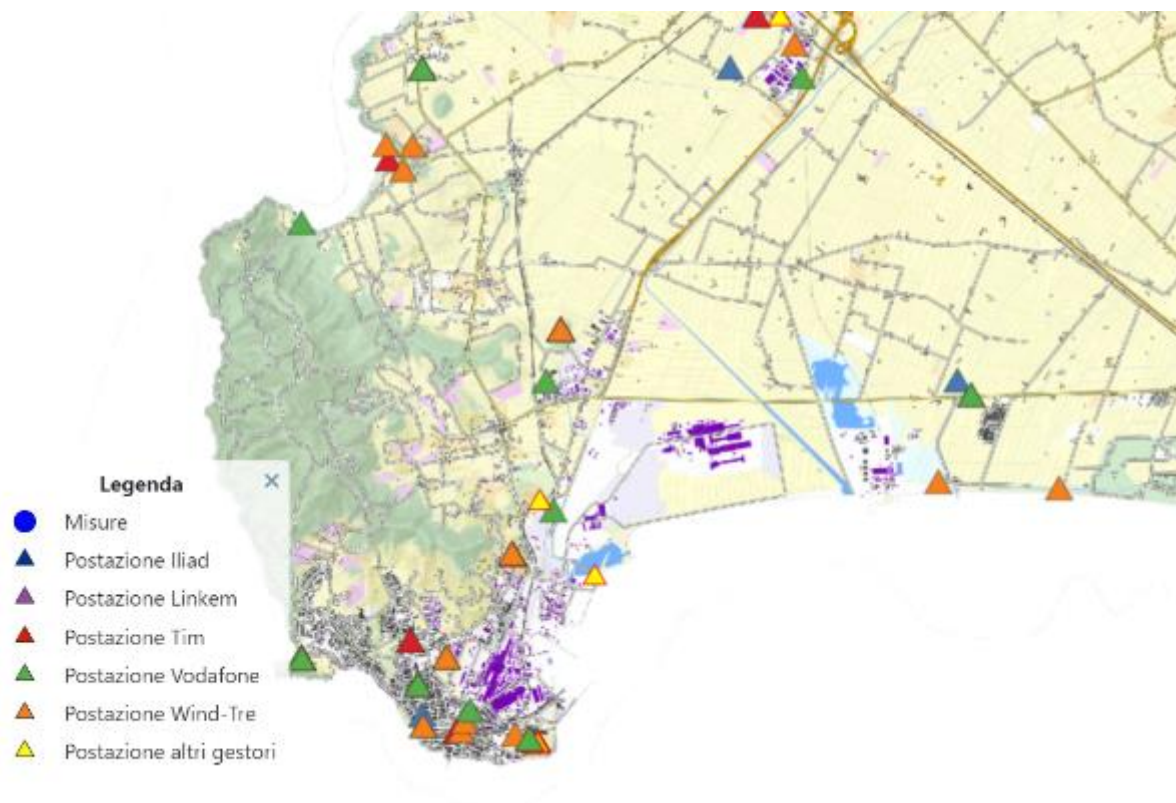 Legenda
Misure
Postazione Iliad
Postazione Linkem
Postazione Tim
Postazione Vodafone
Postazione Wind-Tre
Postazione altri gestori